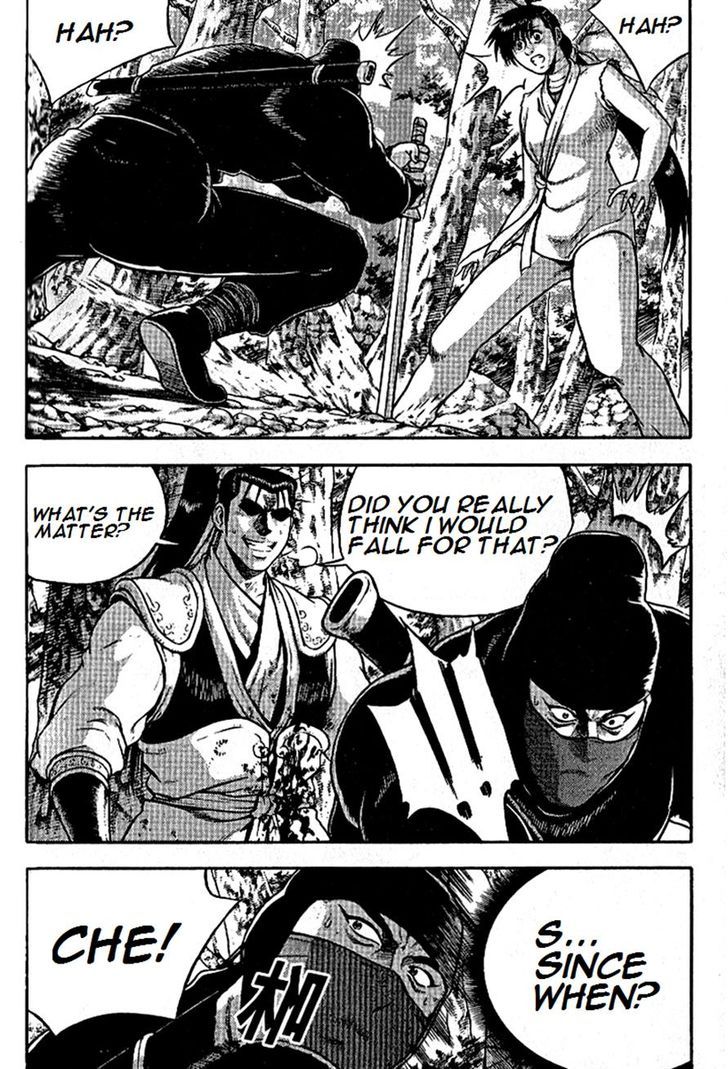 HAH?
HAH?
WHAT'S THE
MATTER?
DID YOU REALLY
THINK I WOULD
FALL FOR THAT?
CHE!
S...
SINCE
WHEN?